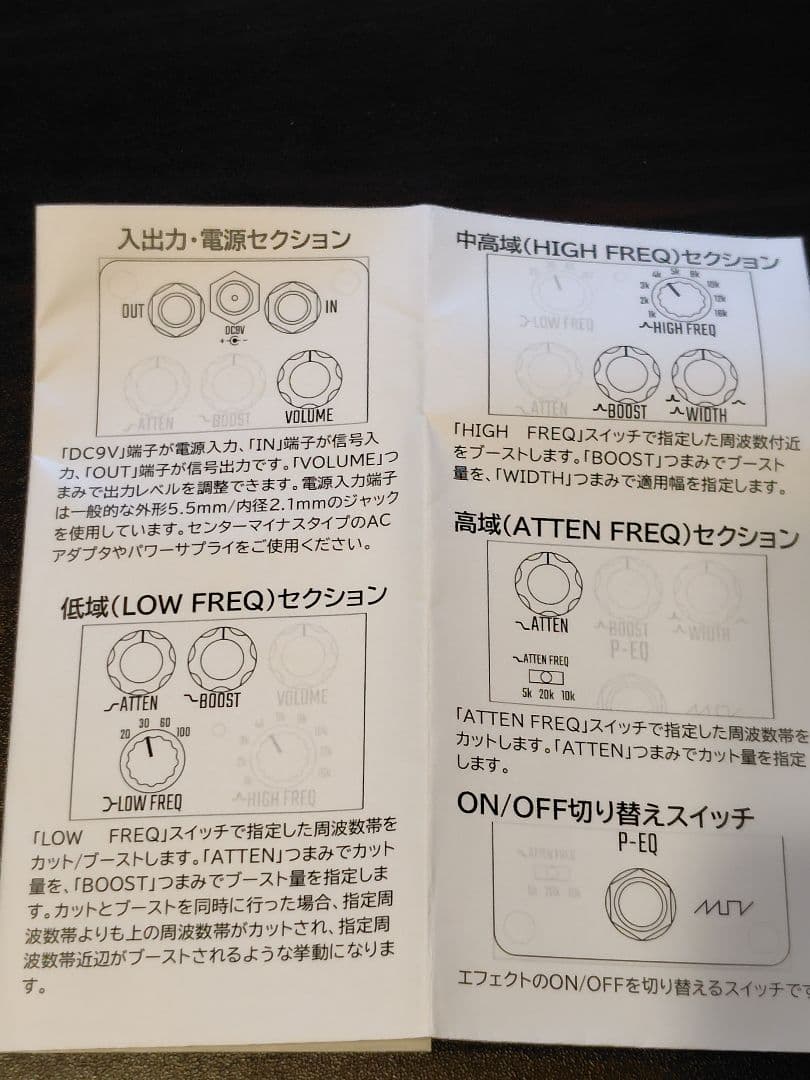 入出力・電源セクション
OUT
IN
DC9V
ATTEN
BOOST
VOLUME
「DC9V」端子が電源入力、「IN」端子が信号入
力、「OUT」端子が信号出力です。「VOLUME」つ
まみで出力レベルを調整できます。電源入力端子
は一般的な外形5.5mm/内径2.1mmのジャック
を使用しています。センターマイナスタイプのAC
アダプタやパワーサプライをご使用ください。
低域(LOW FREQ)セクション
ATTEN
BOOST
VOLUME
20 30 60 100
LOW FREQ
HIGH FREQ
「LOW FREQ」スイッチで指定した周波数帯を
カット/ブーストします。「ATTEN」つまみでカット
量を、「BOOST」つまみでブースト量を指定しま
す。カットとブーストを同時に行った場合、指定周
波数帯よりも上の周波数帯がカットされ、指定周
波数帯近辺がブーストされるような挙動になりま
す。
中高域(HIGH FREQ)セクション
1k 2k 3k 4k 5k 8k 10k 12k 16k
LOW FREQ
HIGH FREQ
ATTEN
BOOST
WIDTH
「HIGH FREQ」スイッチで指定した周波数付近
をブーストします。「BOOST」つまみでブースト
量を、「WIDTH」つまみで適用幅を指定します。
高域(ATTEN FREQ)セクション
ATTEN
BOOST
WIDTH
P-EQ
ATTEN FREQ
5k 20k 10k
「ATTEN FREQ」スイッチで指定した周波数帯を
カットします。「ATTEN」つまみでカット量を指定
します。
ON/OFF切り替えスイッチ
P-EQ
ATTEN FREQ
5k 20k 10k
エフェクトのON/OFFを切り替えるスイッチです